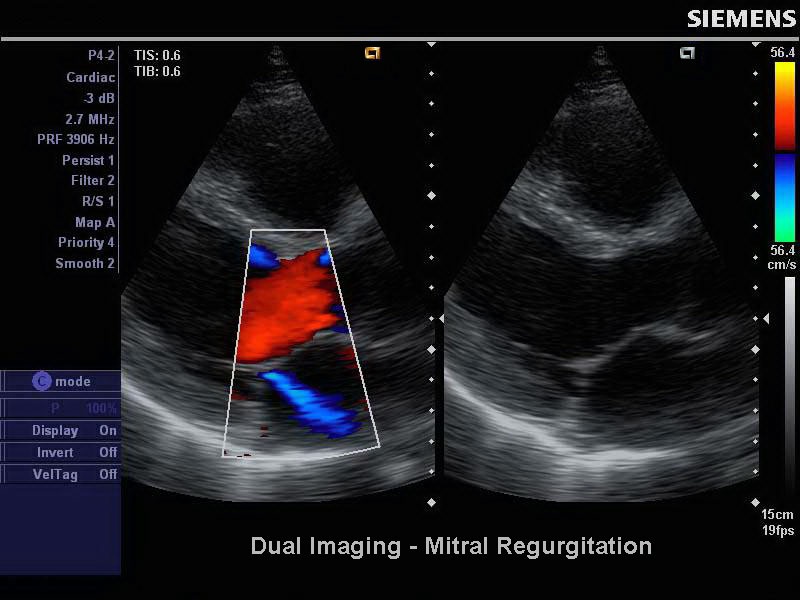 SIEMENS
P4-2
Cardiac
-3 dB
2.7 MHz
PRF 3906 Hz
Persist 1
Filter 2
R/S 1
Map A
Priority 4
Smooth 2
TIS: 0.6
TIB: 0.6
56.4
56.4
cm/s
C mode
P 100%
Display On
Invert Off
VelTag Off
15cm
19fps
Dual Imaging - Mitral Regurgitation